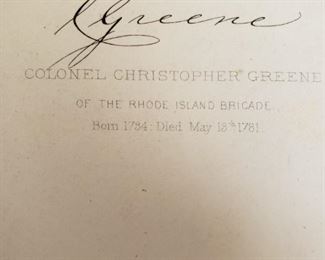 C Greene
COLONEL CHRISTOPHER GREENE
OF THE RHODE ISLAND BRIGADE.
Born 1734: Died May 13th 1781.